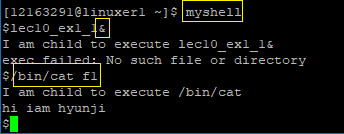 [12163291@linuxer1 ~]$ myshell
$lec10_ex1_1&
I am child to execute lec10_ex1_1&
exec failed: No such file or directory
$/bin/cat f1
I am child to execute /bin/cat
hi iam hyunji
$